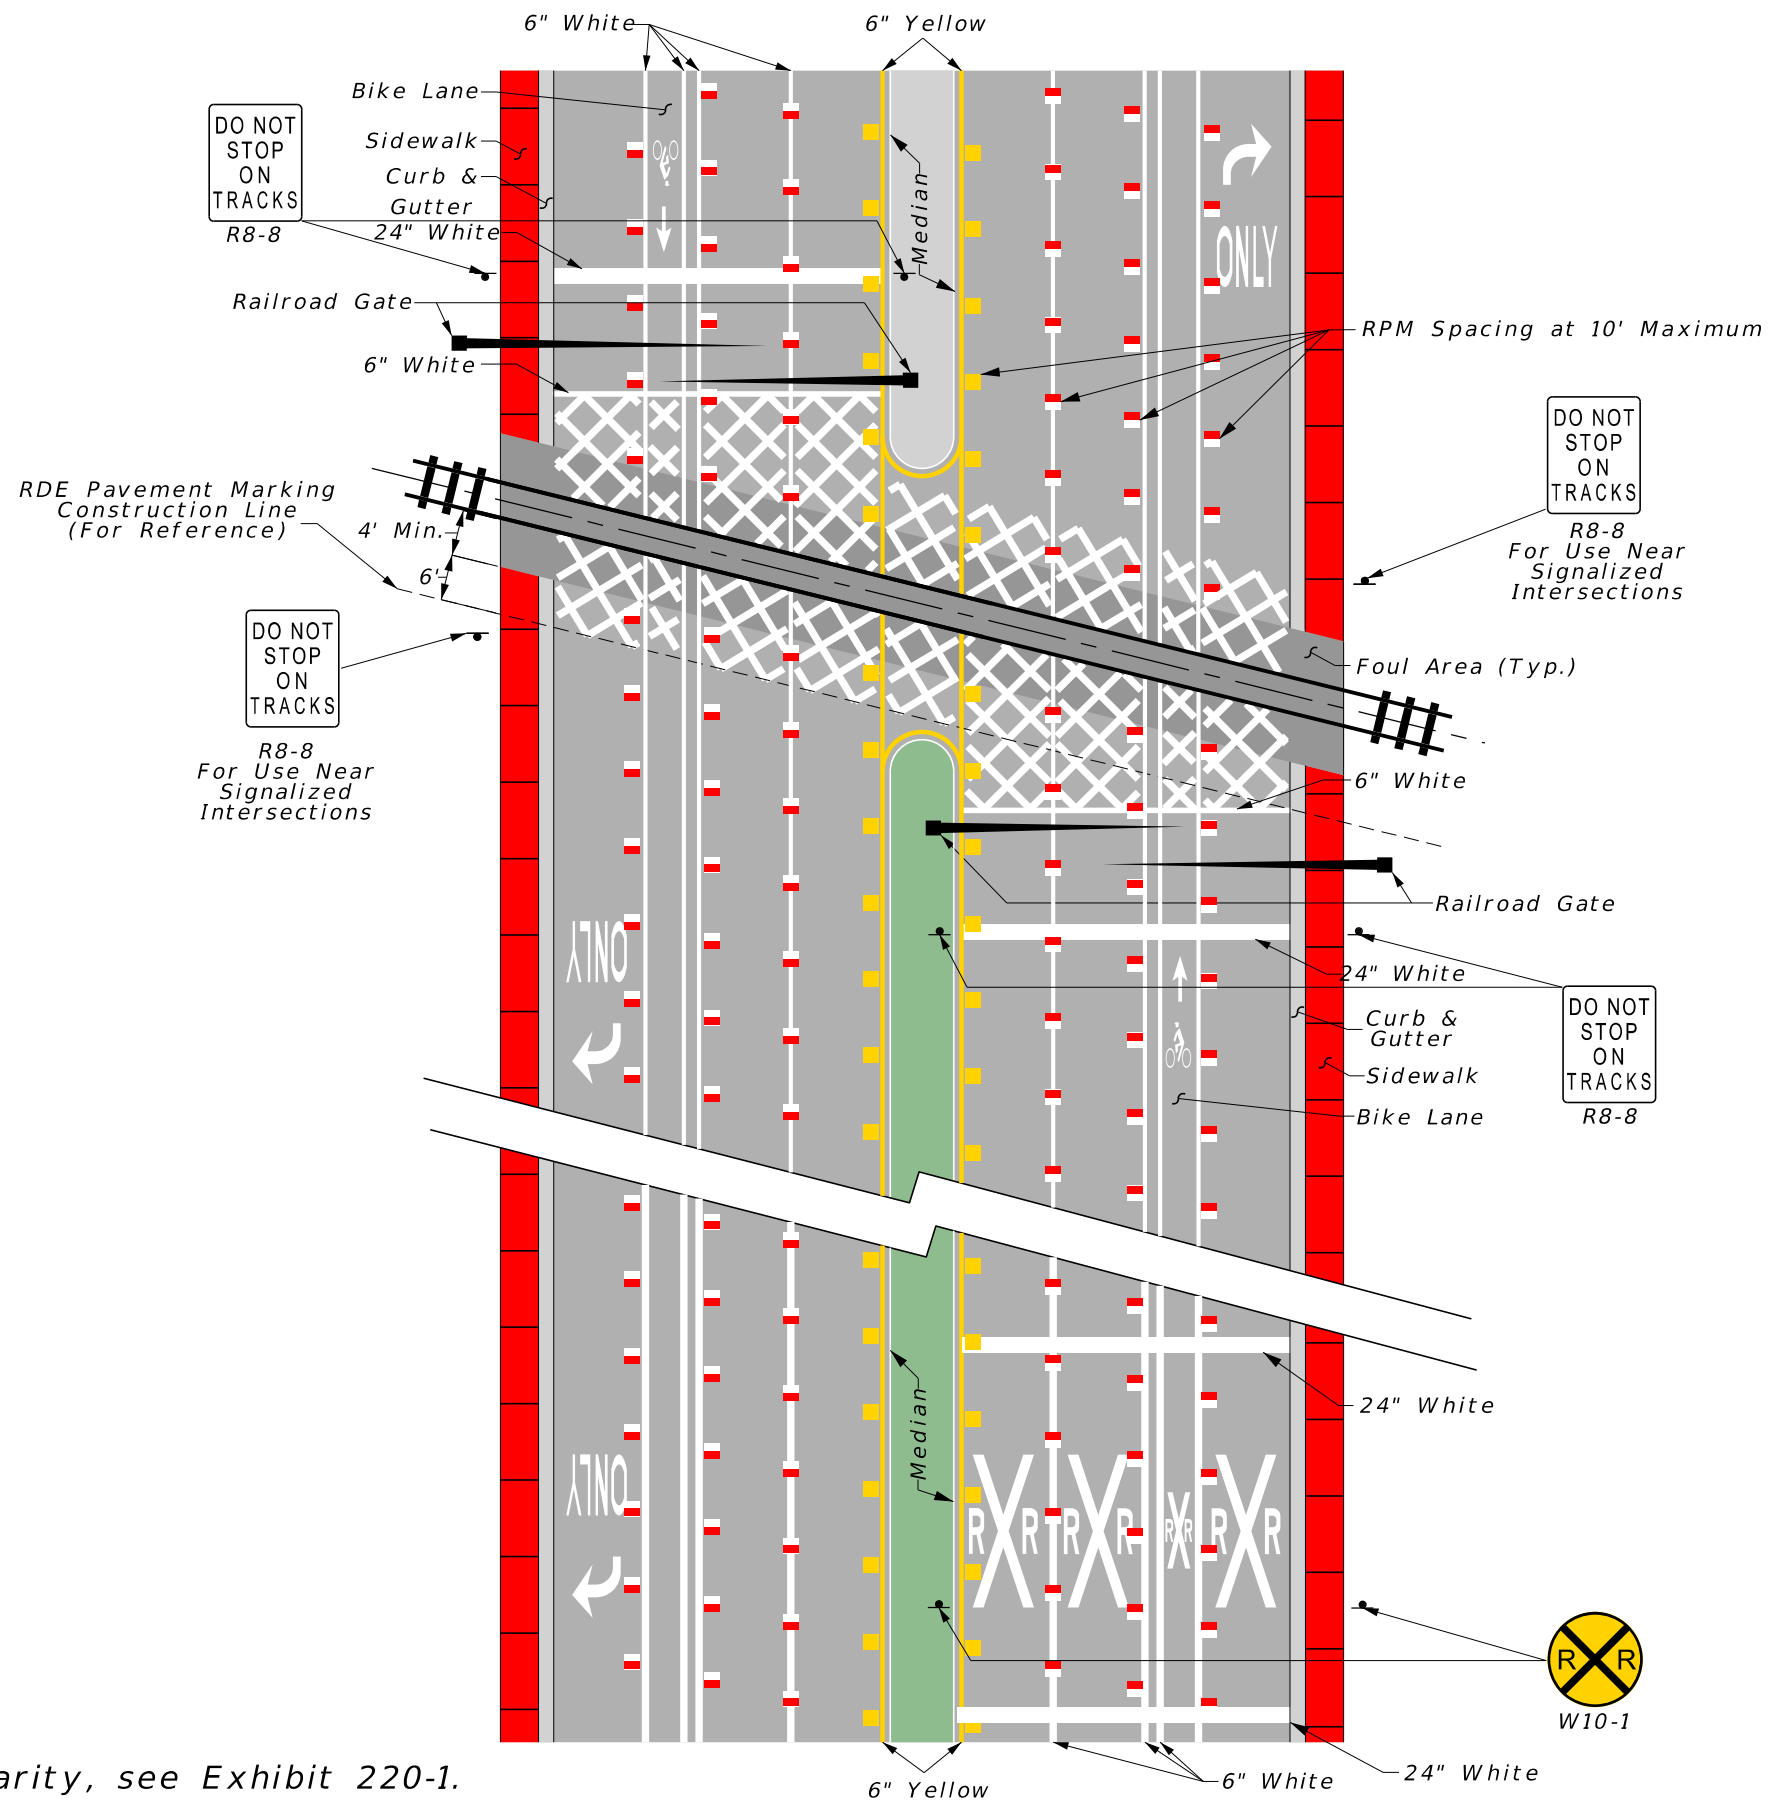 6" White
6" Yellow
Bike Lane
Sidewalk
Curb &
Gutter
24" White
DO NOT
STOP
ON
TRACKS
R8-8
Median
ONLY
Railroad Gate
6" White
RPM Spacing at 10' Maximum
DO NOT
STOP
ON
TRACKS
R8-8
For Use Near
Signalized
Intersections
RDE Pavement Marking
Construction Line
(For Reference)
4' Min.
6'
DO NOT
STOP
ON
TRACKS
R8-8
For Use Near
Signalized
Intersections
Foul Area (Typ.)
6" White
Railroad Gate
ONLY
24" White
DO NOT
STOP
ON
TRACKS
R8-8
Curb &
Gutter
Sidewalk
Bike Lane
24" White
Median
ONLY
R X R
R X R
R X R
R X R
R R
W10-1
6" Yellow
6" White
24" White
arity, see Exhibit 220-1.